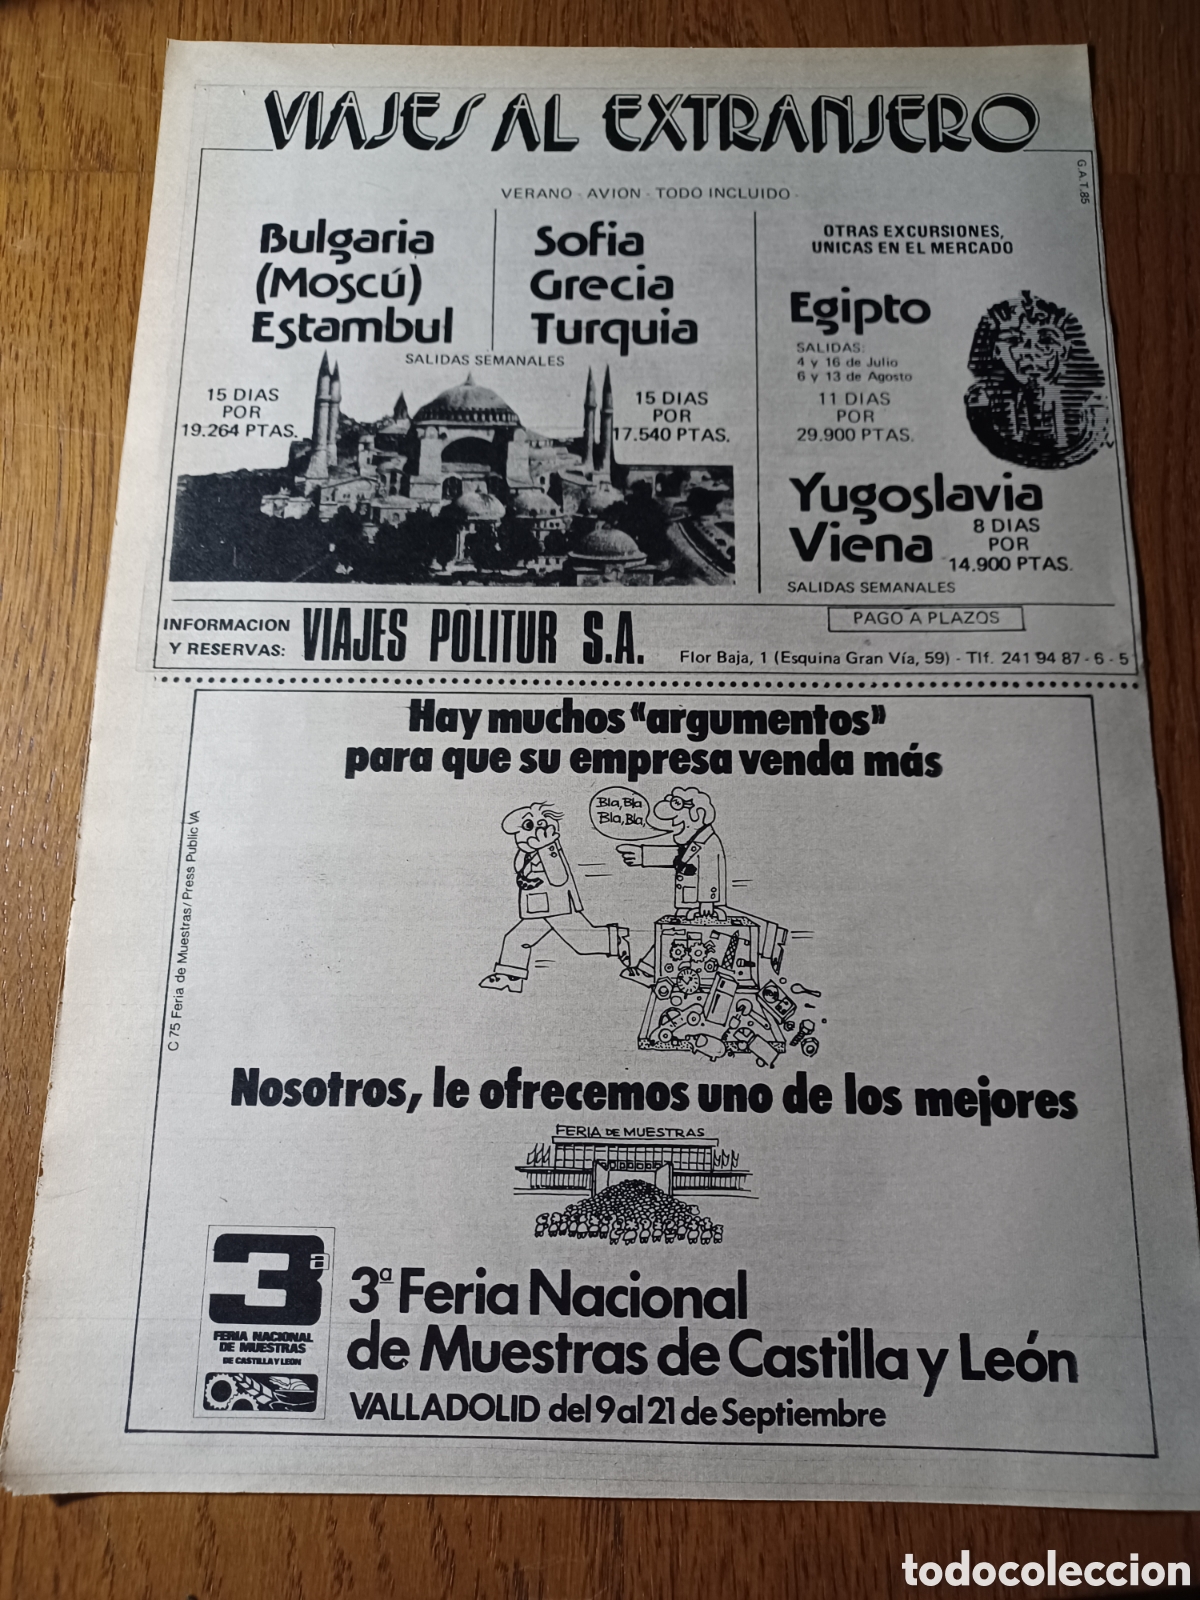 VIAJES AL EXTRANJERO
G.A.T.85
VERANO - AVION - TODO INCLUIDO -
Bulgaria
(Moscú)
Estambul
Sofia
Grecia
Turquia
SALIDAS SEMANALES
15 DIAS
POR
19.264 PTAS.
15 DIAS
POR
17.540 PTAS.
OTRAS EXCURSIONES,
UNICAS EN EL MERCADO
Egipto
SALIDAS:
4 y 16 de Julio
6 y 13 de Agosto
11 DIAS
POR
29.900 PTAS.
Yugoslavia
Viena
8 DIAS
POR
14.900 PTAS.
SALIDAS SEMANALES
INFORMACION
Y RESERVAS:
VIAJES POLITUR S.A.
PAGO A PLAZOS
Flor Baja, 1 (Esquina Gran Vía, 59) - Tlf. 241 94 87 - 6 - 5
Hay muchos "argumentos"
para que su empresa venda más
Bla, Bla
Bla, Bla,
C 75 Feria de Muestras/Press Public VA
Nosotros, le ofrecemos uno de los mejores
FERIA DE MUESTRAS
3ª
FERIA NACIONAL
DE MUESTRAS
DE CASTILLA Y LEON
3ª Feria Nacional
de Muestras de Castilla y León
VALLADOLID del 9 al 21 de Septiembre
todocoleccion